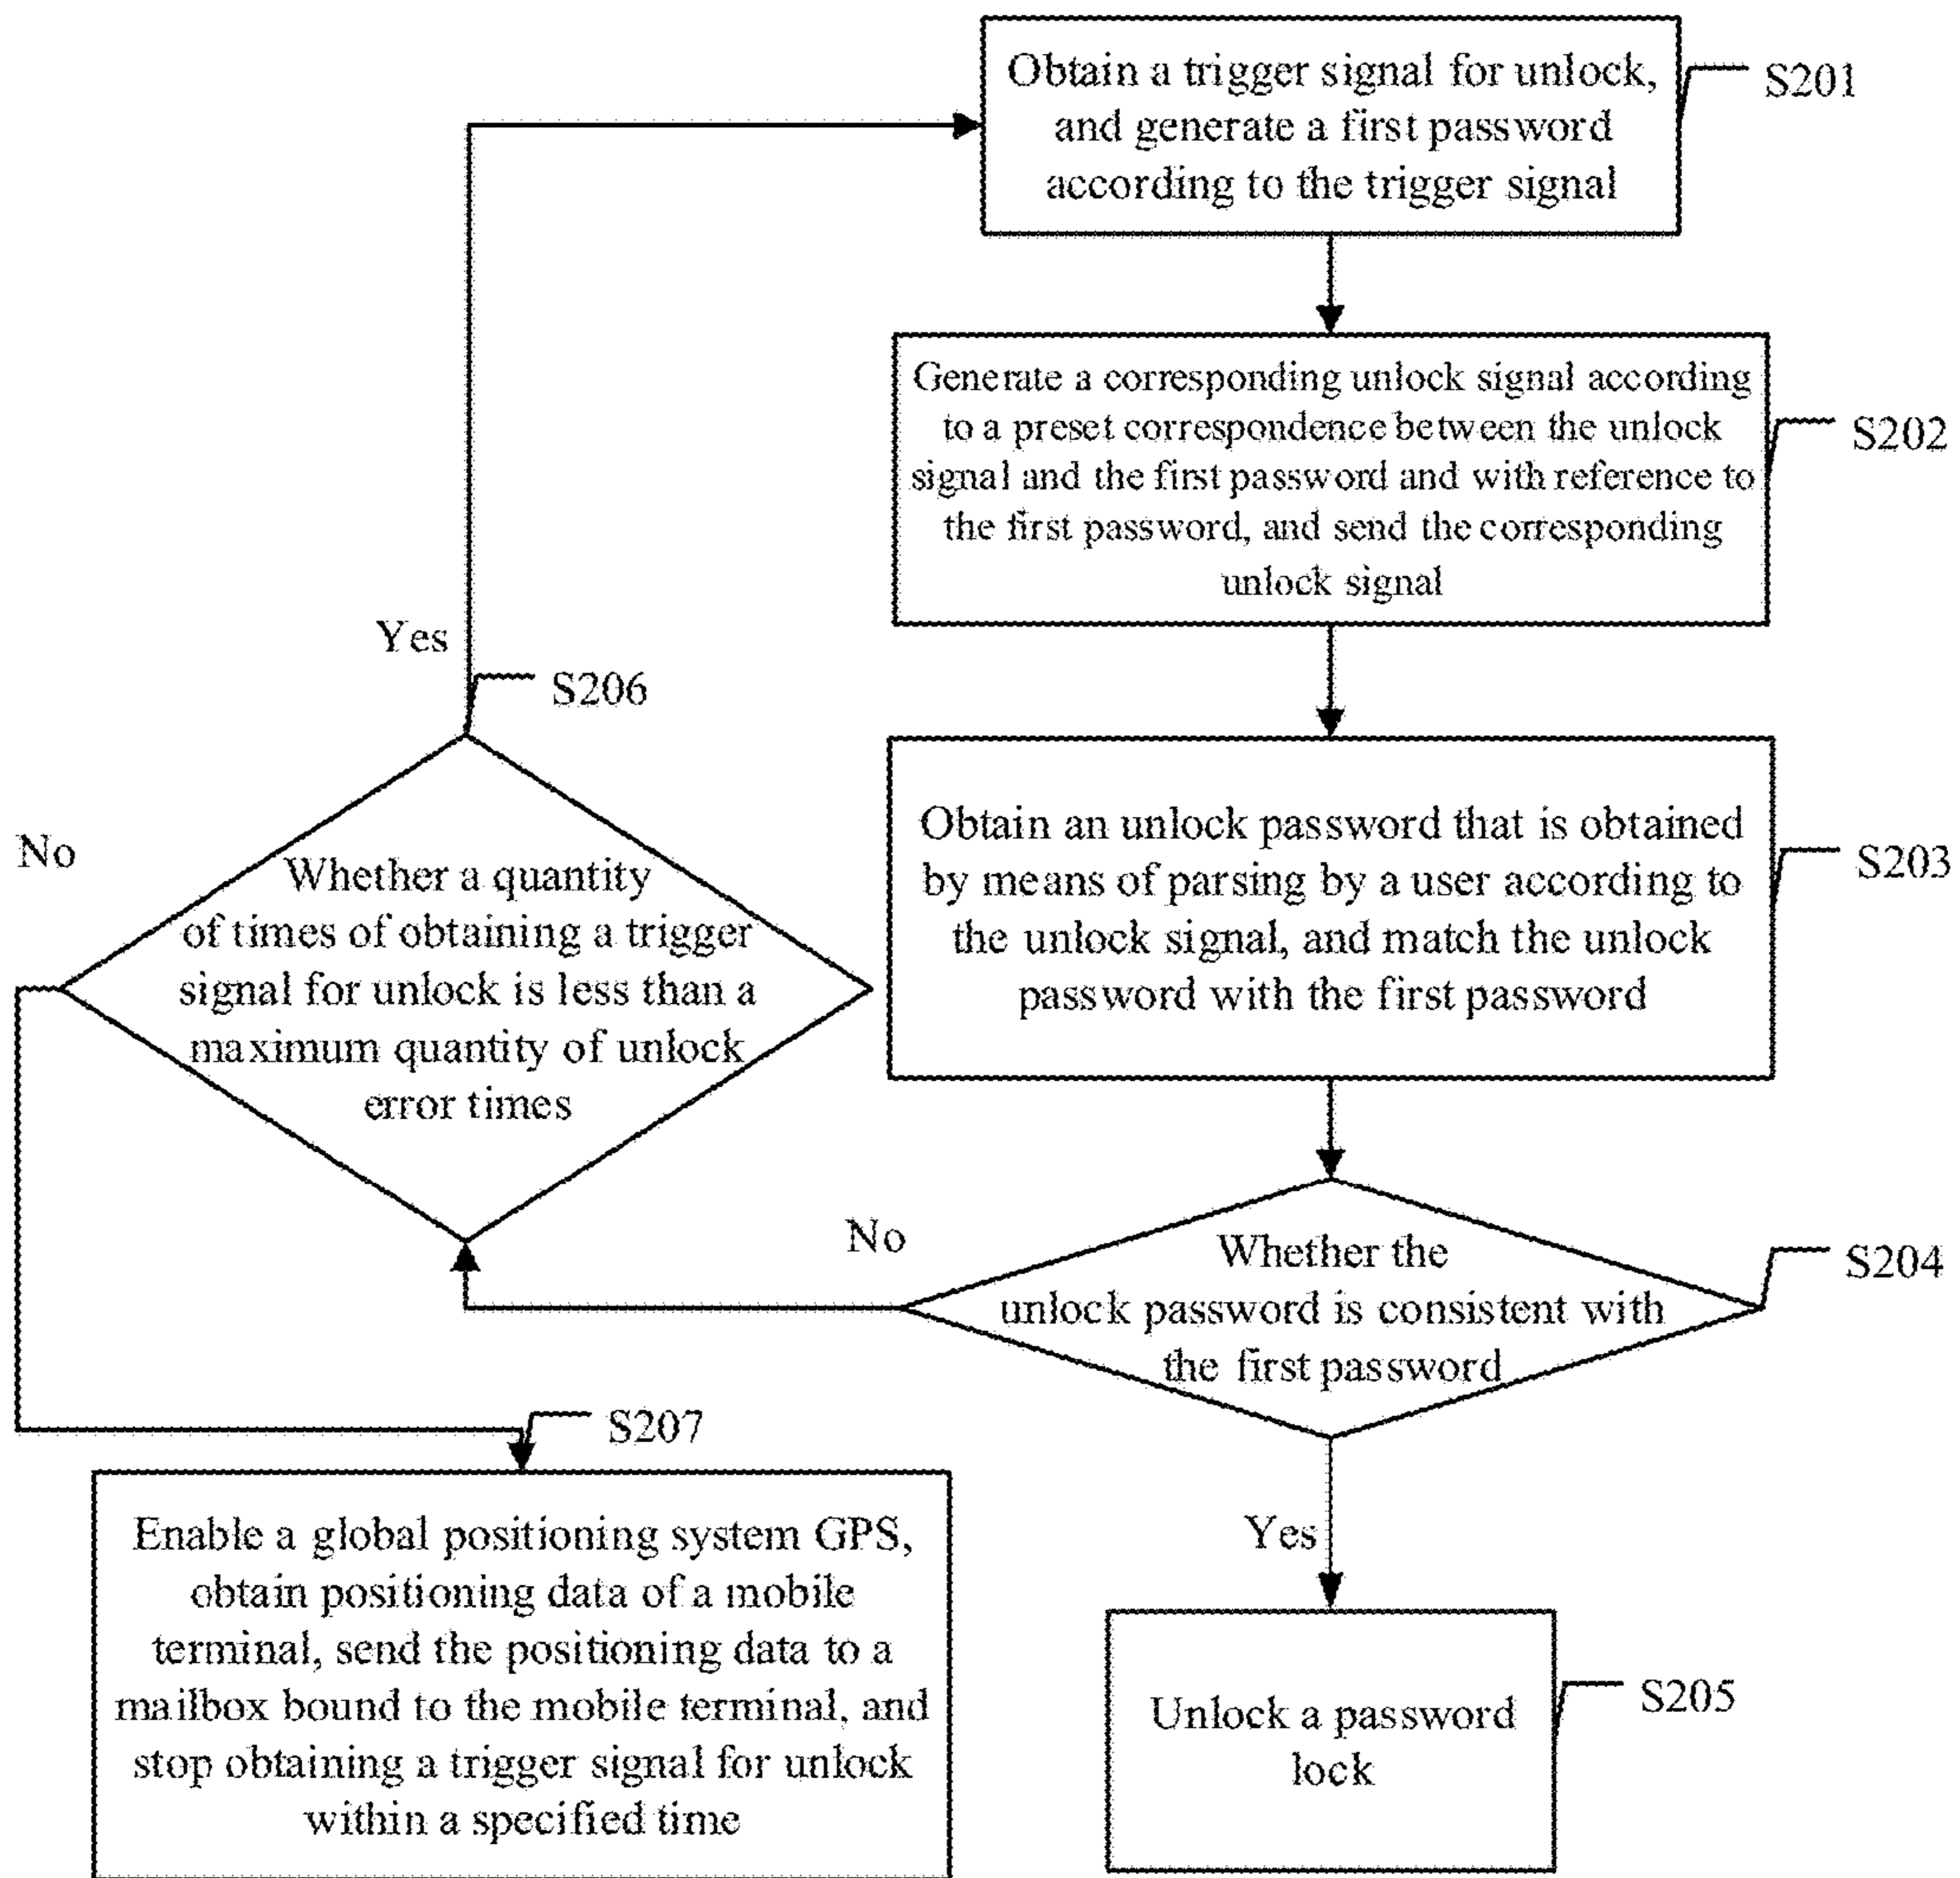 Obtain a trigger signal for unlock,
and generate a first password
according to the trigger signal
S201
Generate a corresponding unlock signal according
to a preset correspondence between the unlock
signal and the first password and with reference to
the first password, and send the corresponding
unlock signal
S202
Obtain an unlock password that is obtained
by means of parsing by a user according to
the unlock signal, and match the unlock
password with the first password
S203
Whether the
unlock password is consistent with
the first password
S204
Yes
Unlock a password
lock
S205
No
Whether a quantity
of times of obtaining a trigger
signal for unlock is less than a
maximum quantity of unlock
error times
S206
Yes
No
Enable a global positioning system GPS,
obtain positioning data of a mobile
terminal, send the positioning data to a
mailbox bound to the mobile terminal, and
stop obtaining a trigger signal for unlock
within a specified time
S207